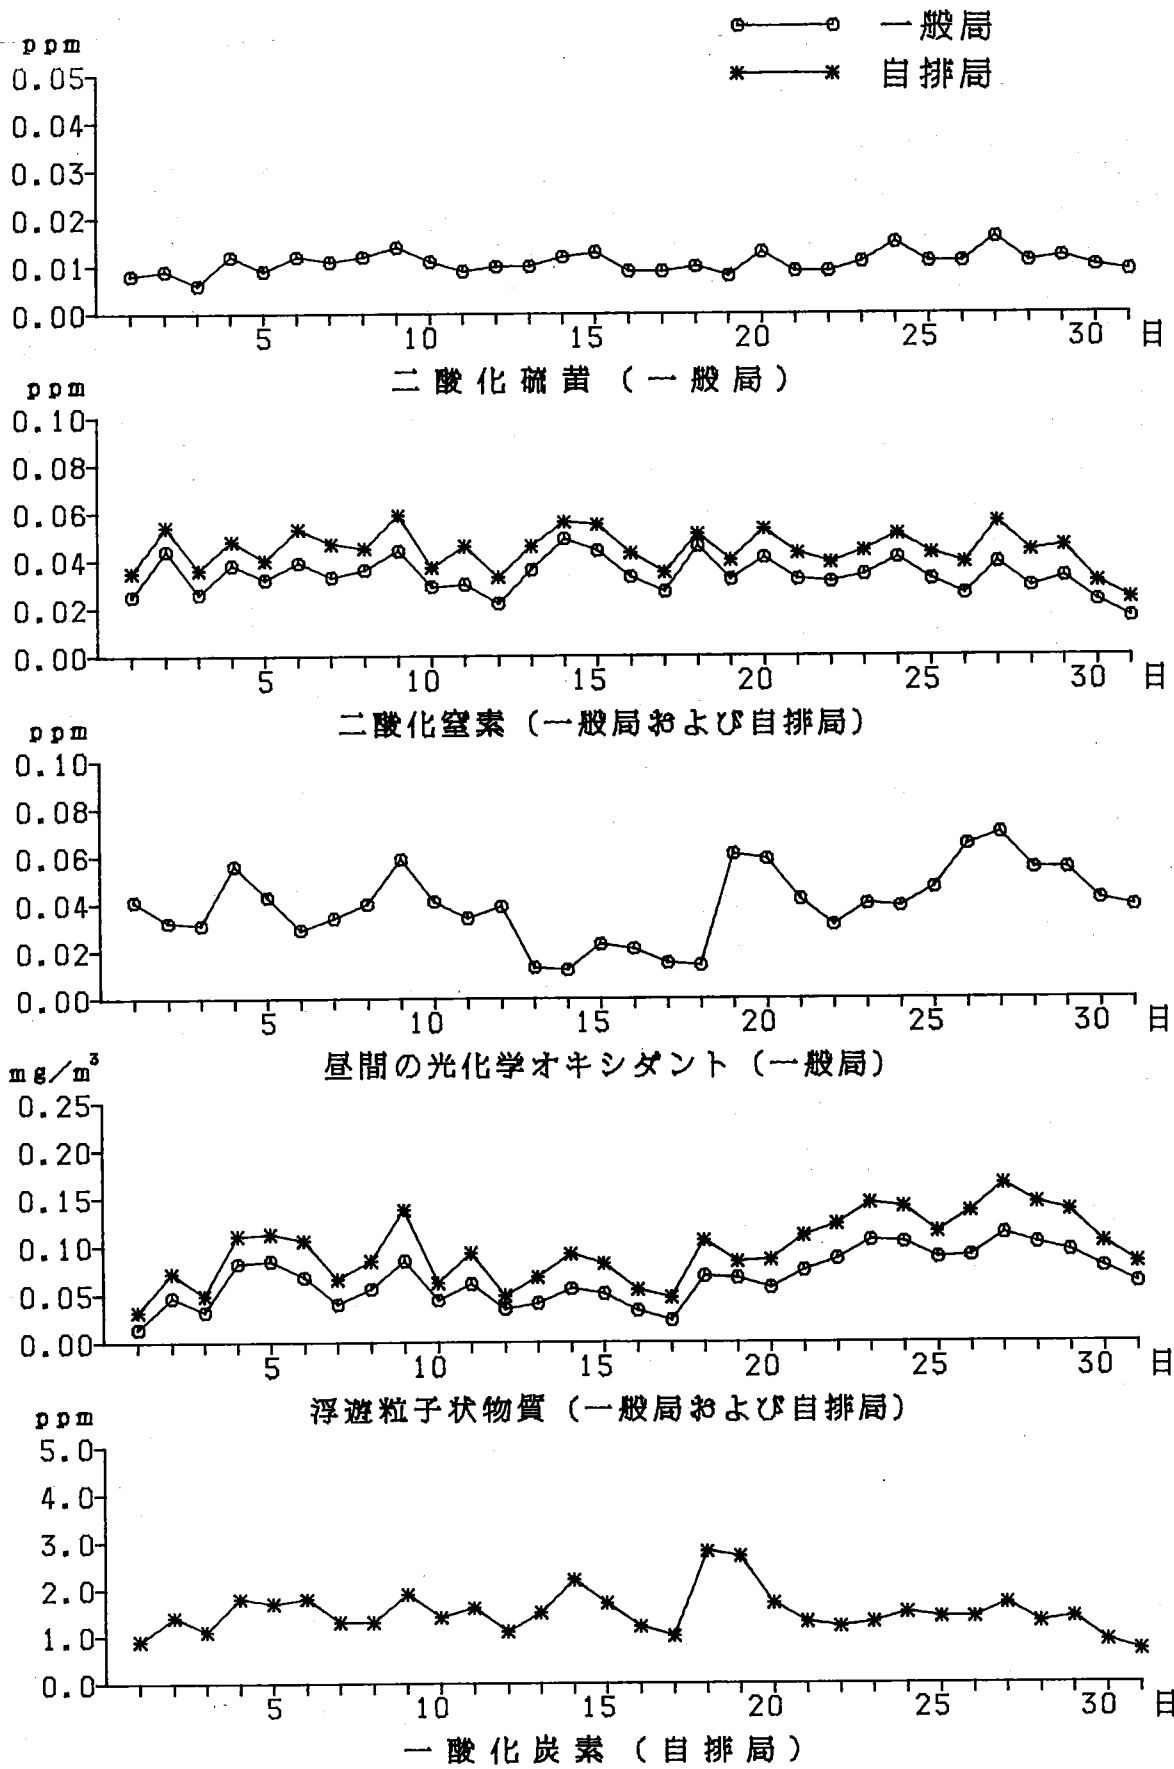 一般局
自排局
ppm
0.05
0.04
0.03
0.02
0.01
0.00
5 10 15 20 25 30 日
二酸化硫黄（一般局）
ppm
0.10
0.08
0.06
0.04
0.02
0.00
5 10 15 20 25 30 日
二酸化窒素（一般局および自排局）
ppm
0.10
0.08
0.06
0.04
0.02
0.00
5 10 15 20 25 30 日
昼間の光化学オキシダント（一般局）
mg/m³
0.25
0.20
0.15
0.10
0.05
0.00
5 10 15 20 25 30 日
浮遊粒子状物質（一般局および自排局）
ppm
5.0
4.0
3.0
2.0
1.0
0.0
5 10 15 20 25 30 日
一酸化炭素（自排局）